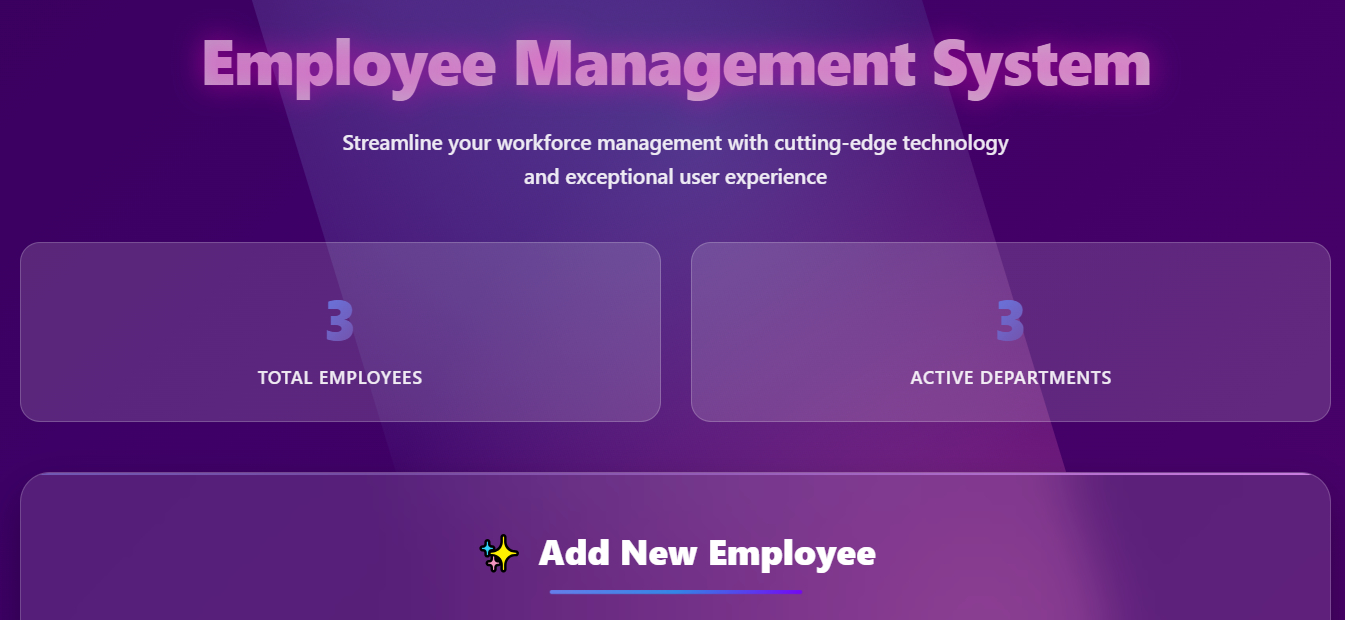 Employee Management System
Streamline your workforce management with cutting-edge technology
and exceptional user experience
3
TOTAL EMPLOYEES
3
ACTIVE DEPARTMENTS
✨ Add New Employee